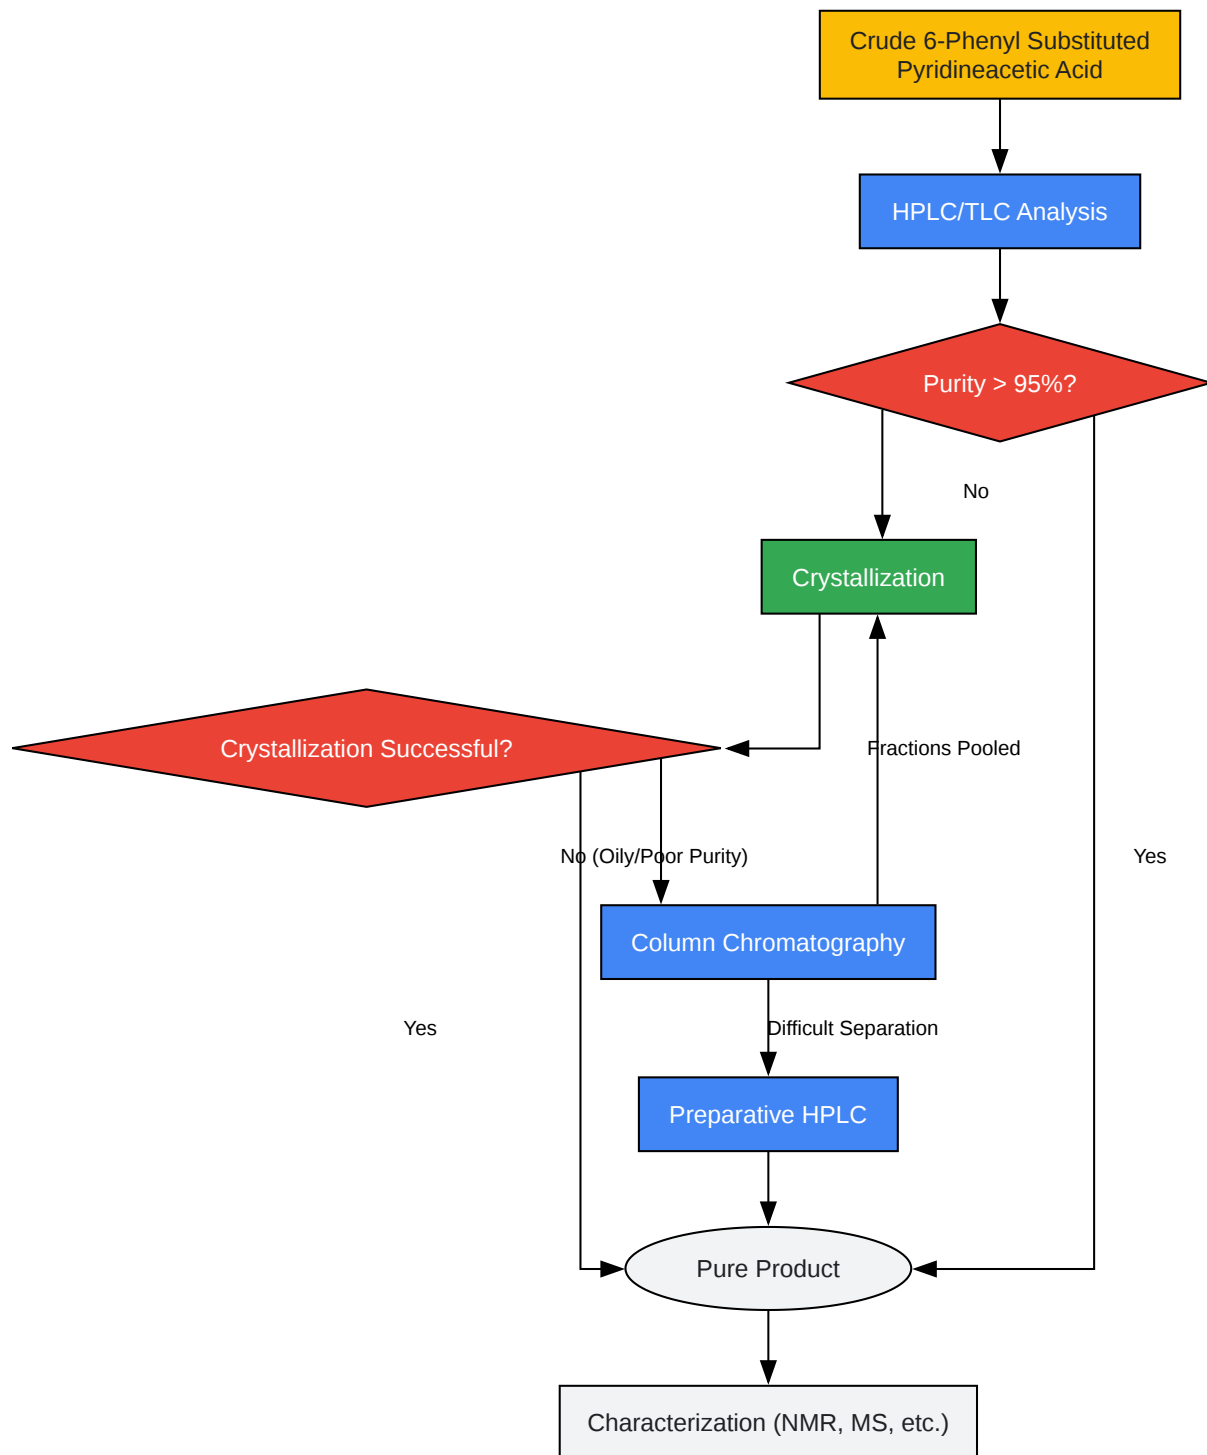 Crude 6-Phenyl Substituted
Pyridineacetic Acid
HPLC/TLC Analysis
Purity > 95%?
No
Crystallization
Crystallization Successful?
Fractions Pooled
No (Oily/Poor Purity)
Yes
Column Chromatography
Yes
Difficult Separation
Preparative HPLC
Pure Product
Characterization (NMR, MS, etc.)